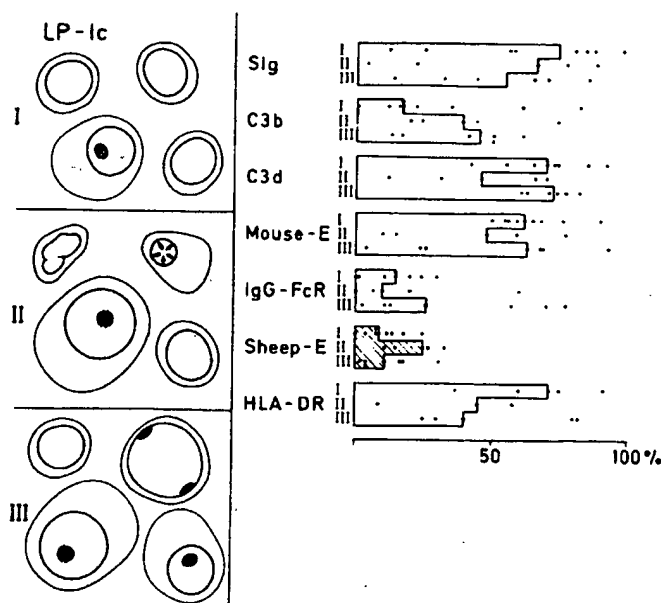 LP-Ic
I
II
III
SIg I II III
C3b I II III
C3d I II III
Mouse-E I II III
IgG-FcR I II III
Sheep-E I II III
HLA-DR I II III
50 100%